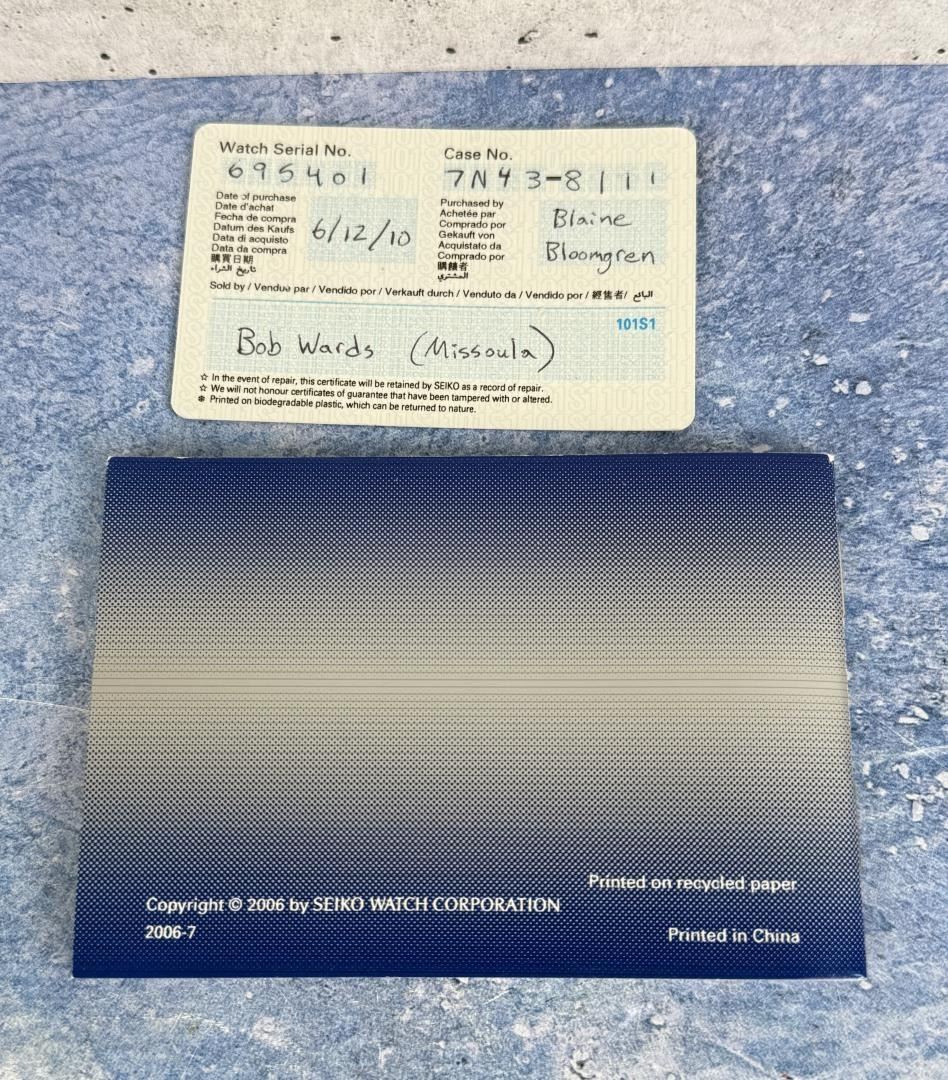 Watch Serial No.
695401
Case No.
7N43-8111
Date of purchase
Date d'achat
Fecha de compra
Datum des Kaufs
Data di acquisto
Data da compra
購買日期
تاريخ الشراء
6/12/10
Purchased by
Achetée par
Comprado por
Gekauft von
Acquistato da
Comprado por
購錶者
المشتري
Blaine
Bloomgren
Sold by / Vendue par / Vendido por / Verkauft durch / Venduto da / Vendido por / 經售者/ البائع
101S1
Bob Wards (Missoula)
☆ In the event of repair, this certificate will be retained by SEIKO as a record of repair.
☆ We will not honour certificates of guarantee that have been tampered with or altered.
✽ Printed on biodegradable plastic, which can be returned to nature.
Printed on recycled paper
Copyright © 2006 by SEIKO WATCH CORPORATION
2006-7
Printed in China